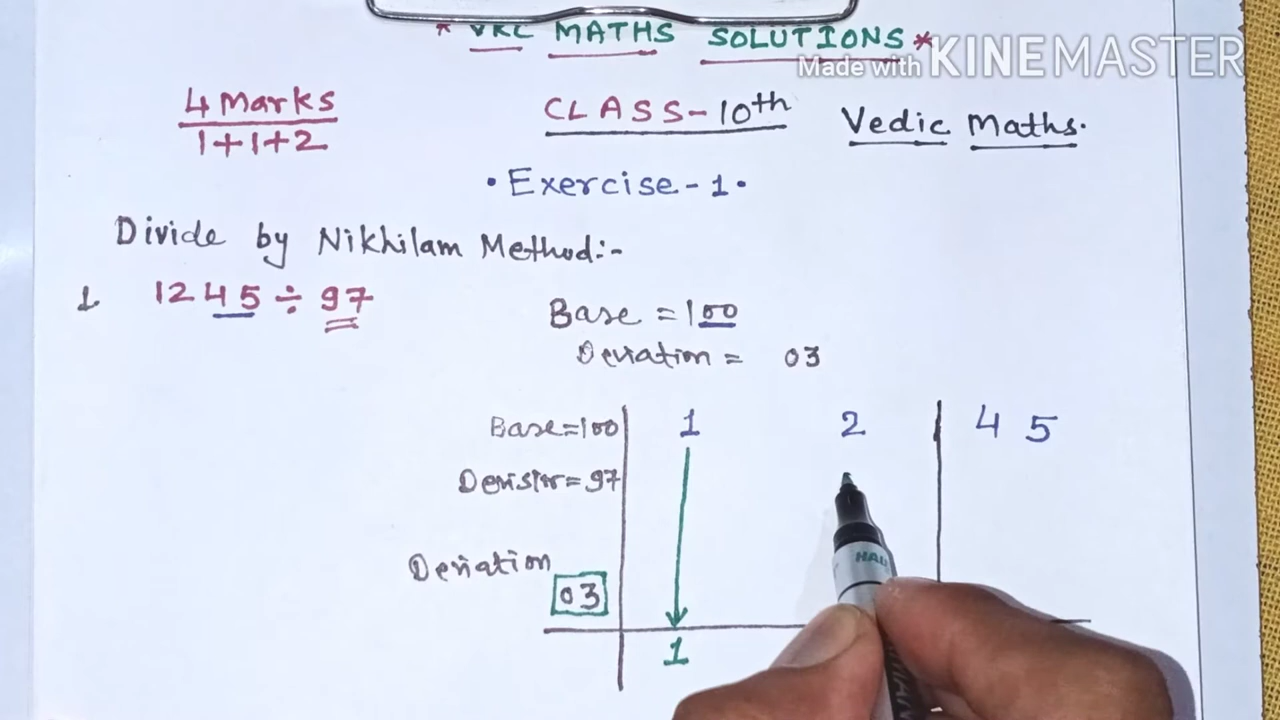 * VKC MATHS SOLUTIONS *
Made with KINEMASTER
4 Marks
1+1+2
CLASS-10th
Vedic Maths.
• Exercise-1 •
Divide by Nikhilam Method:-
1. 1245 ÷ 97
Base = 100
Deviation = 03
Base=100 1 2 4 5
Devisor=97
Deviation
03
1
HAU